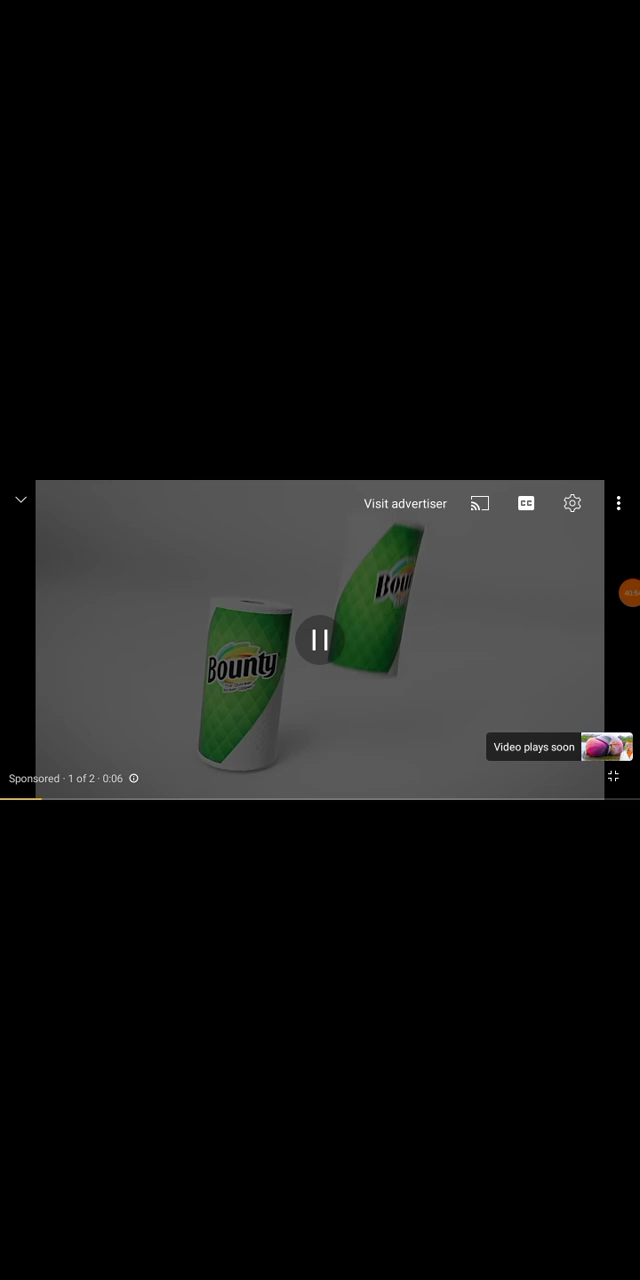 Visit advertiser
CC
Bounty
Video plays soon
Sponsored · 1 of 2 · 0:06